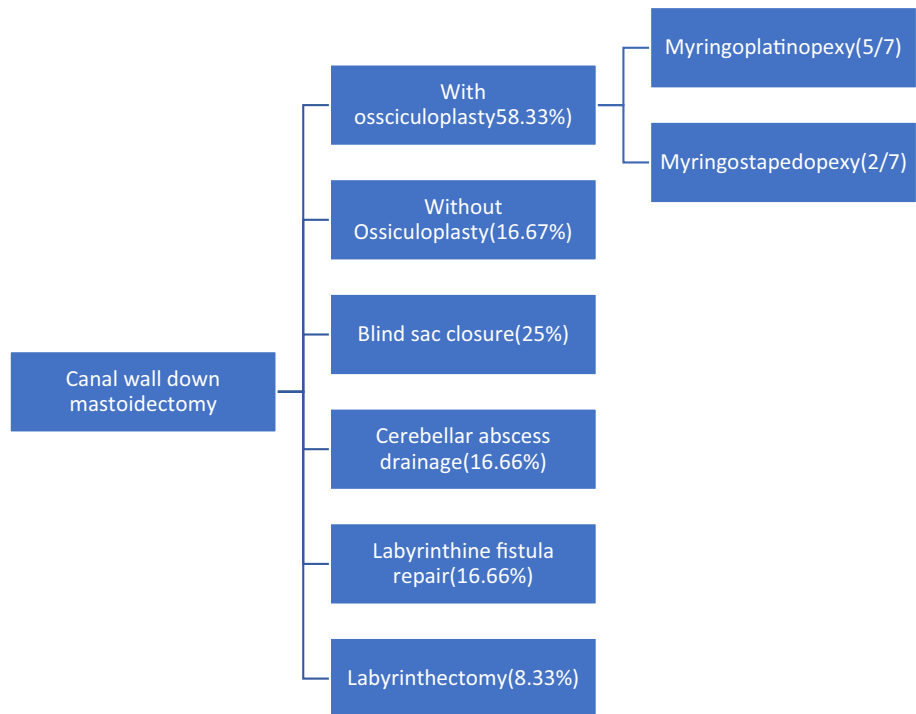 Canal wall down
mastoidectomy
With
ossciculoplasty58.33%)
Myringoplatinopexy(5/7)
Myringostapedopexy(2/7)
Without
Ossiculoplasty(16.67%)
Blind sac closure(25%)
Cerebellar abscess
drainage(16.66%)
Labyrinthine fistula
repair(16.66%)
Labyrinthectomy(8.33%)